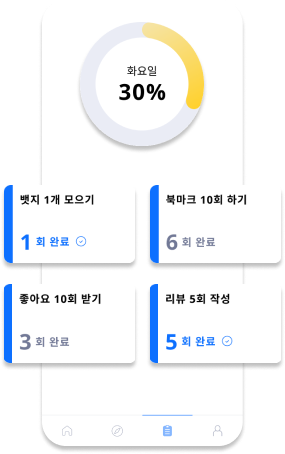 화요일
30%
뱃지 1개 모으기
1 회 완료
북마크 10회 하기
6 회 완료
좋아요 10회 받기
3 회 완료
리뷰 5회 작성
5 회 완료